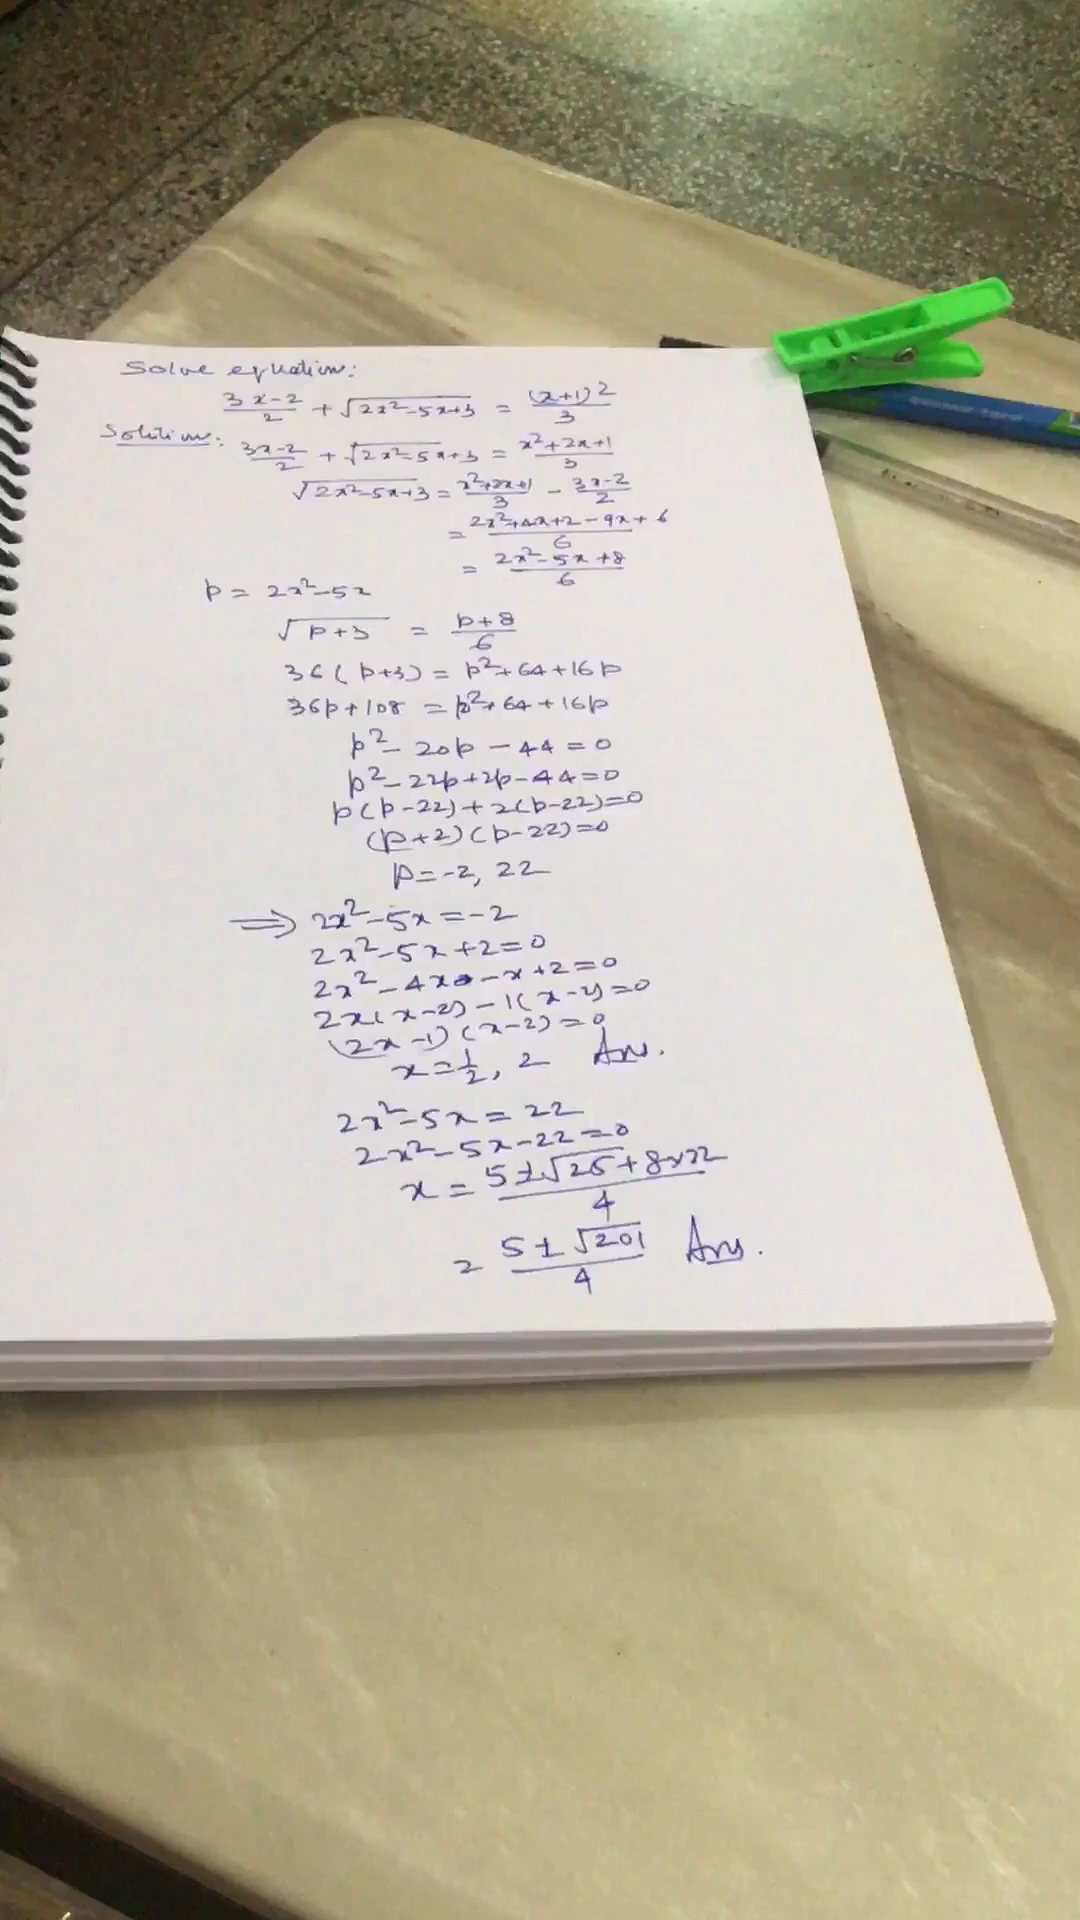 Solve equation:
(3x-2)/2 + √(2x²-5x+3) = (x+1)²/3
Solution: (3x-2)/2 + √(2x²-5x+3) = (x²+2x+1)/3
√(2x²-5x+3) = (x²+2x+1)/3 - (3x-2)/2
= (2x²+4x+2-9x+6)/6
= (2x²-5x+8)/6
p = 2x²-5x
√(p+3) = (p+8)/6
36(p+3) = p²+64+16p
36p+108 = p²+64+16p
p²-20p-44=0
p²-22p+2p-44=0
p(p-22)+2(p-22)=0
(p+2)(p-22)=0
p=-2, 22
⇒ 2x²-5x=-2
2x²-5x+2=0
2x²-4x-x+2=0
2x(x-2)-1(x-2)=0
(2x-1)(x-2)=0
x=1/2, 2 Ans.
2x²-5x=22
2x²-5x-22=0
x = (5±√(25+8×22))/4
= (5±√201)/4 Ans.